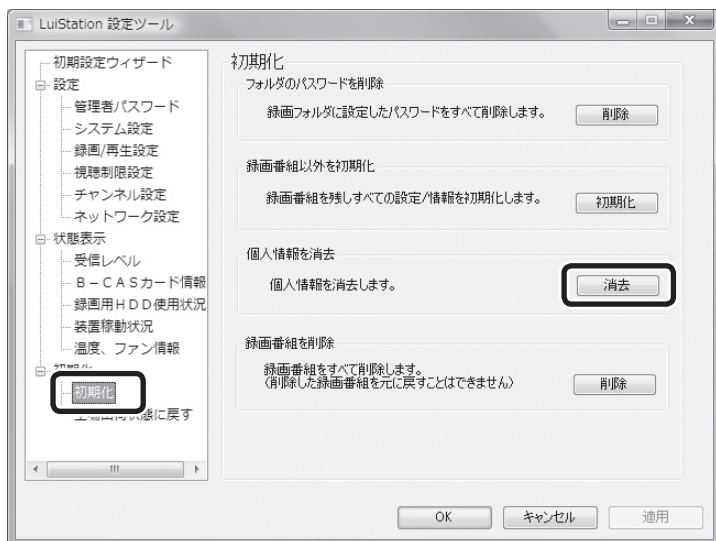 LuiStation 設定ツール
初期設定ウィザード
設定
管理者パスワード
システム設定
録画/再生設定
視聴制限設定
チャンネル設定
ネットワーク設定
状態表示
受信レベル
B-CASカード情報
録画用HDD使用状況
装置稼動状況
温度、ファン情報
初期化
初期化
に戻す
初期化
フォルダのパスワードを削除
録画フォルダに設定したパスワードをすべて削除します。
削除
録画番組以外を初期化
録画番組を残しすべての設定/情報を初期化します。
初期化
個人情報を消去
個人情報を消去します。
消去
録画番組を削除
録画番組をすべて削除します。
(削除した録画番組を元に戻すことはできません)
削除
OK
キャンセル
適用